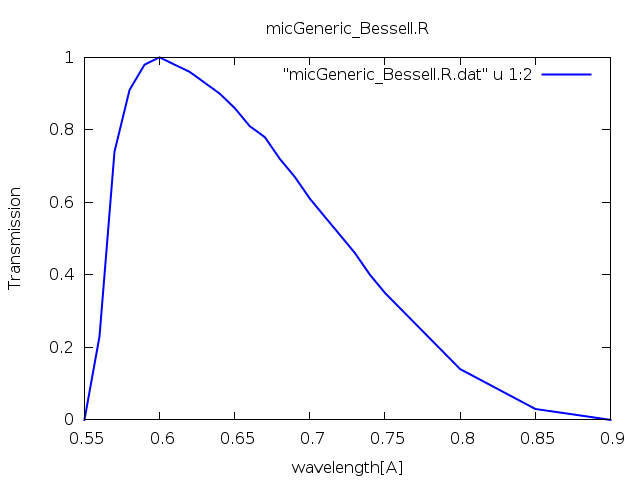 micGeneric_Bessell.R
"micGeneric_Bessell.R.dat" u 1:2
1
0.8
0.6
0.4
0.2
0
Transmission
0.55 0.6 0.65 0.7 0.75 0.8 0.85 0.9
wavelength[A]